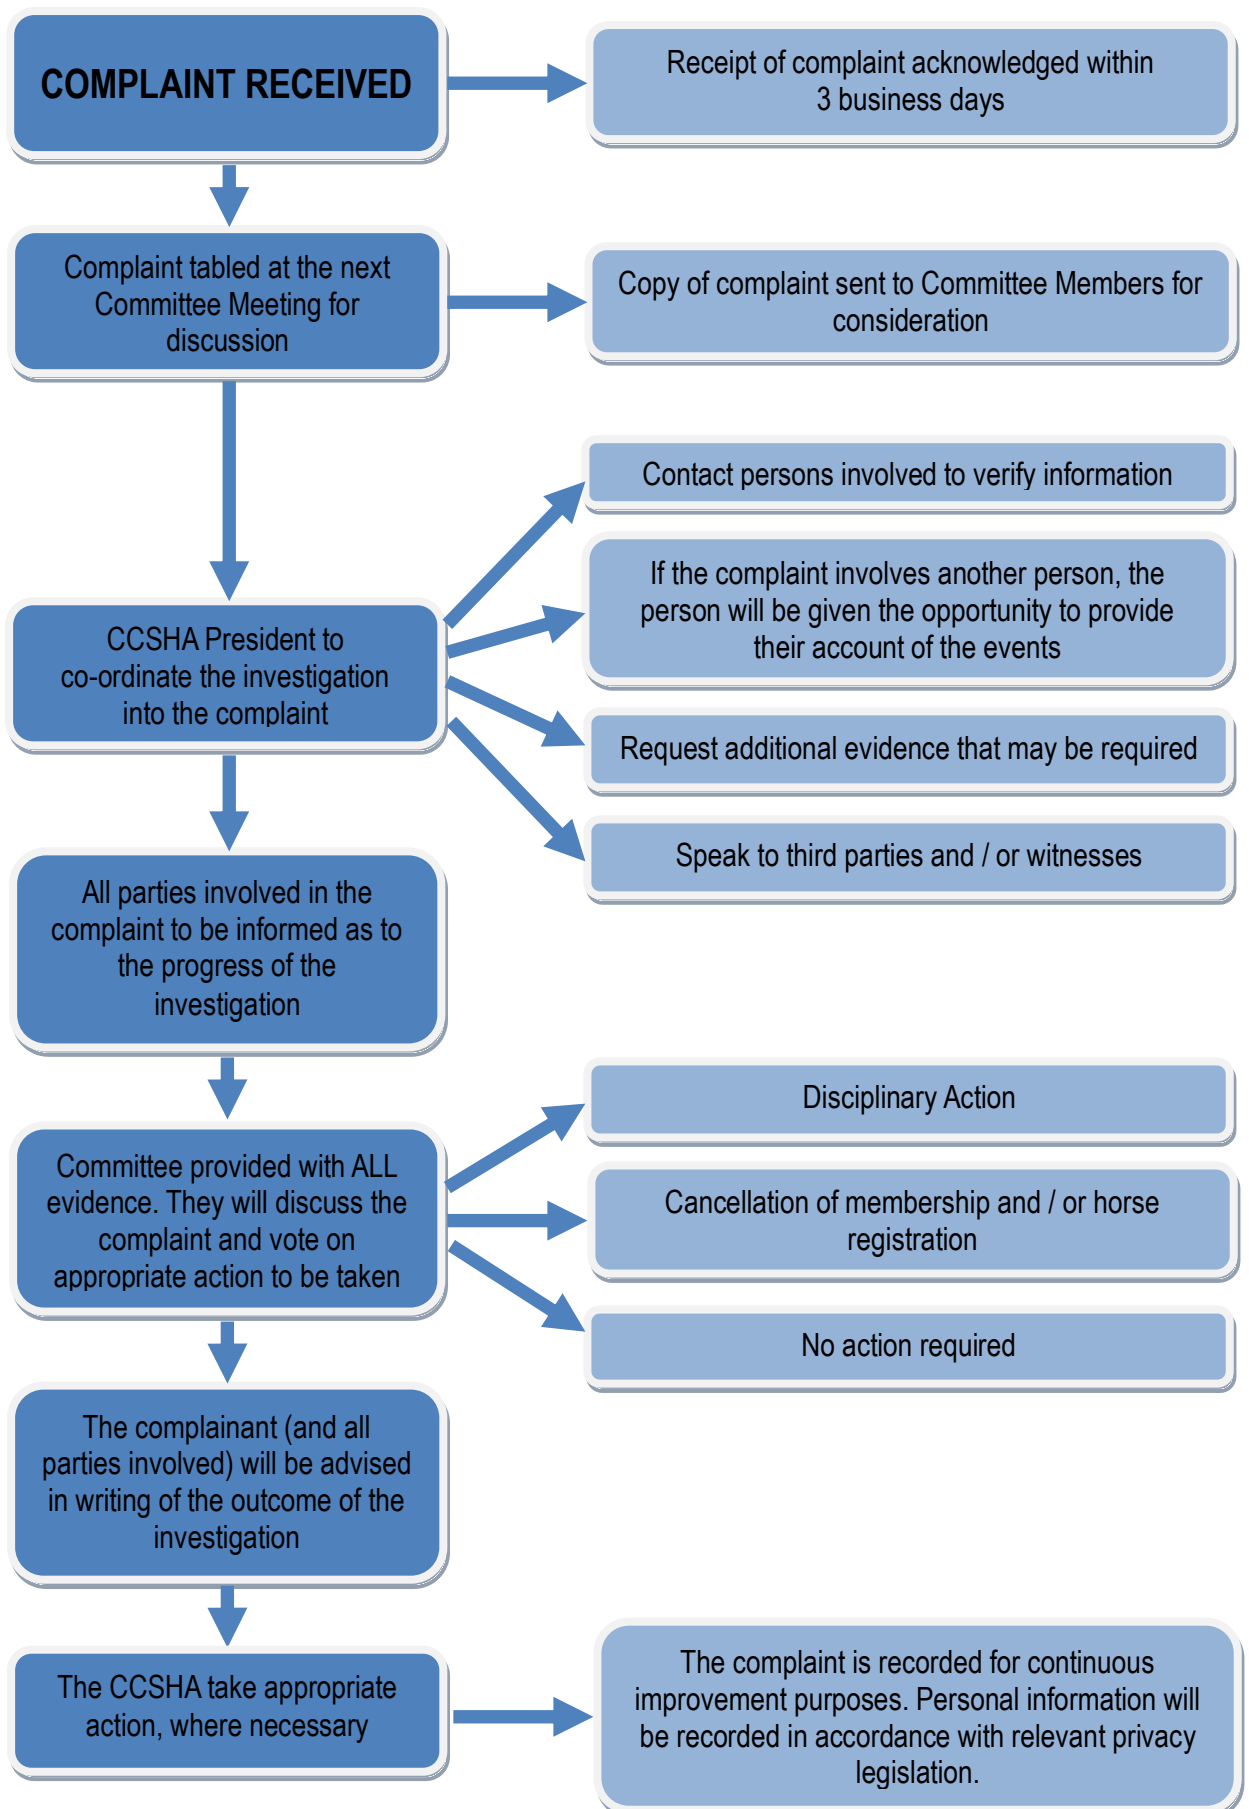 COMPLAINT RECEIVED
Receipt of complaint acknowledged within
3 business days
Complaint tabled at the next
Committee Meeting for
discussion
Copy of complaint sent to Committee Members for
consideration
Contact persons involved to verify information
If the complaint involves another person, the
person will be given the opportunity to provide
their account of the events
CCSHA President to
co-ordinate the investigation
into the complaint
Request additional evidence that may be required
Speak to third parties and / or witnesses
All parties involved in the
complaint to be informed as to
the progress of the
investigation
Disciplinary Action
Committee provided with ALL
evidence. They will discuss the
complaint and vote on
appropriate action to be taken
Cancellation of membership and / or horse
registration
No action required
The complainant (and all
parties involved) will be advised
in writing of the outcome of the
investigation
The CCSHA take appropriate
action, where necessary
The complaint is recorded for continuous
improvement purposes. Personal information will
be recorded in accordance with relevant privacy
legislation.